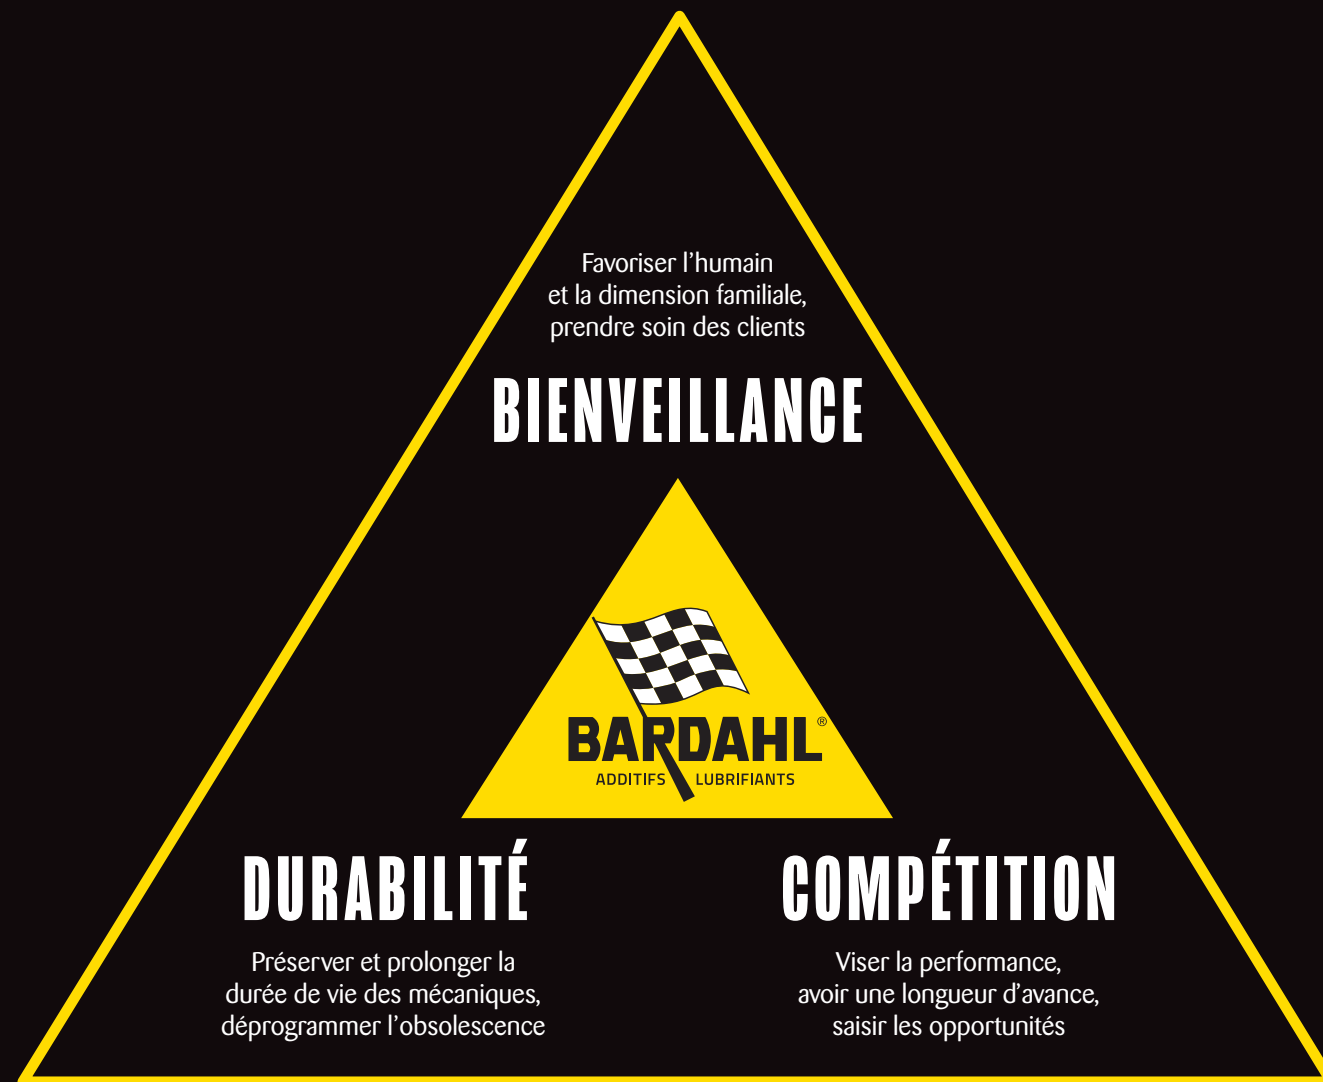 Favoriser l’humain
et la dimension familiale,
prendre soin des clients
BIENVEILLANCE
BARDAHL®
ADDITIFS LUBRIFIANTS
DURABILITÉ
Préserver et prolonger la
durée de vie des mécaniques,
déprogrammer l’obsolescence
COMPÉTITION
Viser la performance,
avoir une longueur d’avance,
saisir les opportunités